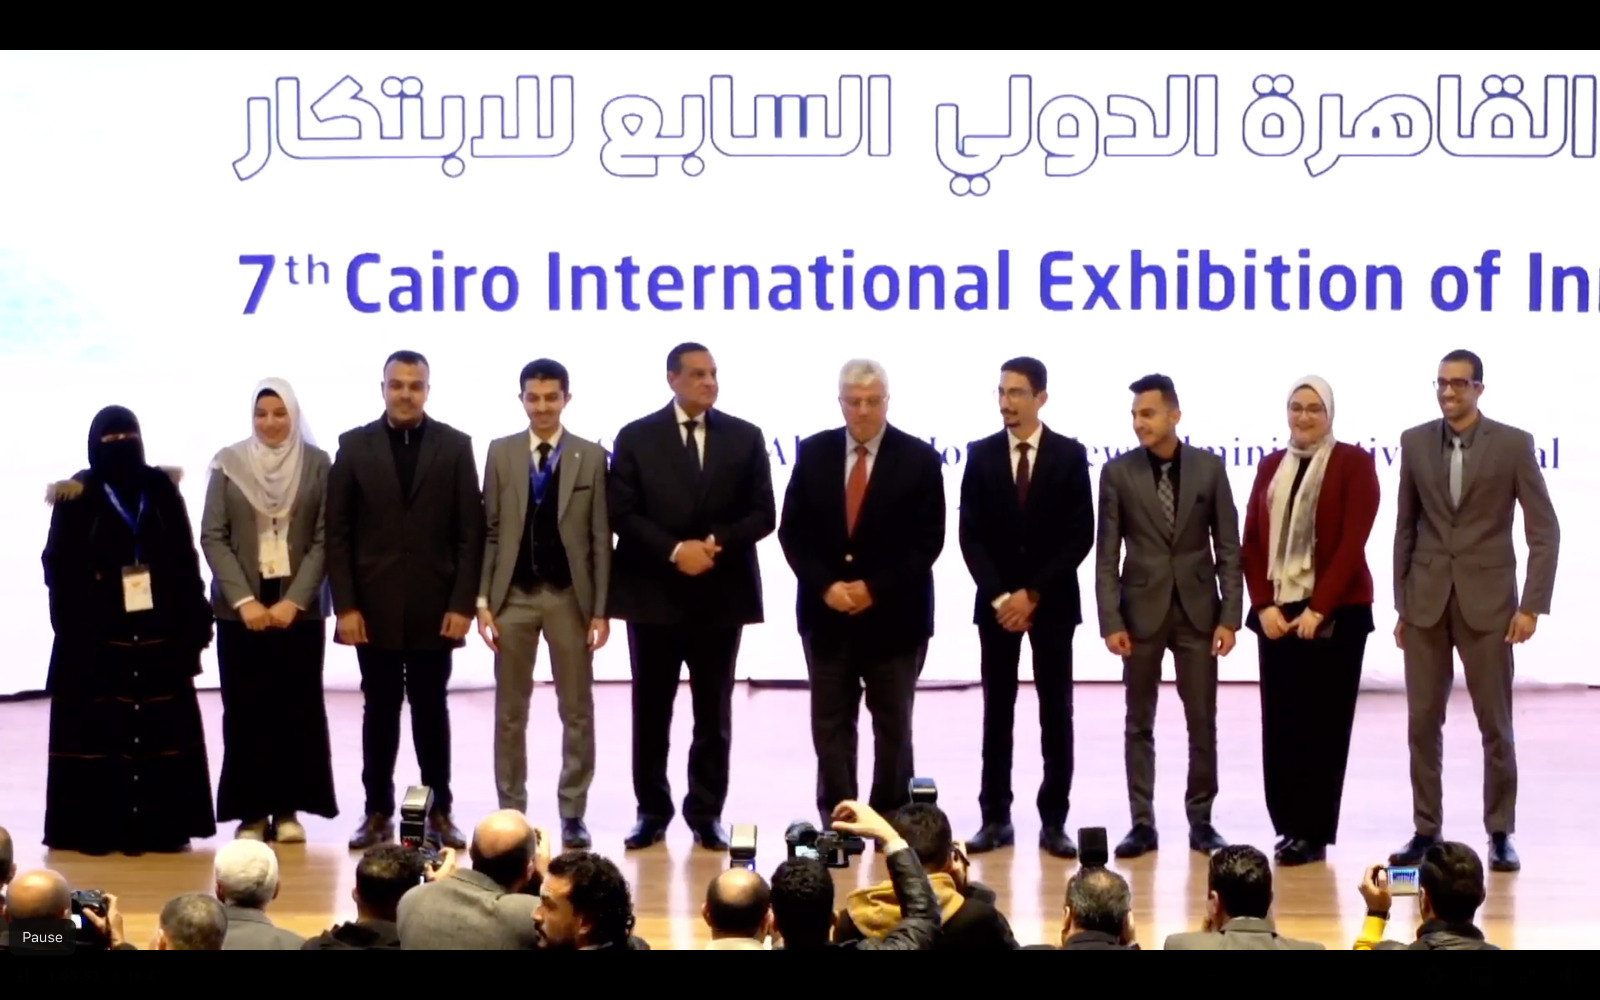 القاهرة الدولي السابع للابتكار
7th Cairo International Exhibition of In
Pause